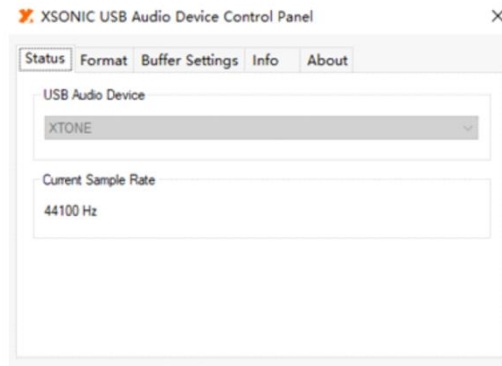 XSONIC USB Audio Device Control Panel
Status Format Buffer Settings Info About
USB Audio Device
XTONE
Current Sample Rate
44100 Hz